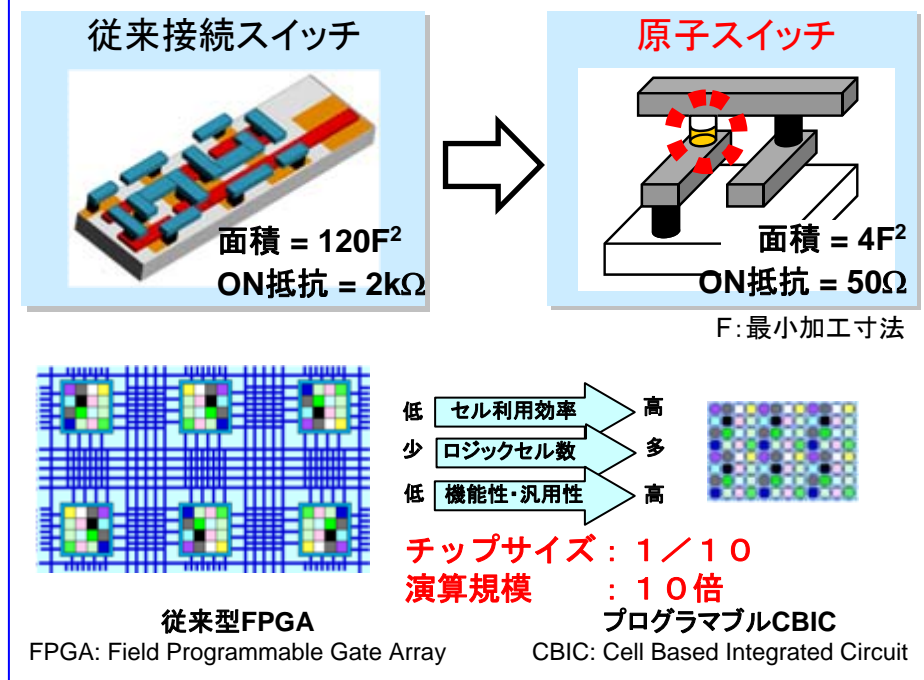 従来接続スイッチ
原子スイッチ
面積 = 120F²
ON抵抗 = 2kΩ
面積 = 4F²
ON抵抗 = 50Ω
F:最小加工寸法
低 セル利用効率 高
少 ロジックセル数 多
低 機能性・汎用性 高
チップサイズ：１／１０
演算規模　　：１０倍
従来型FPGA
FPGA: Field Programmable Gate Array
プログラマブルCBIC
CBIC: Cell Based Integrated Circuit